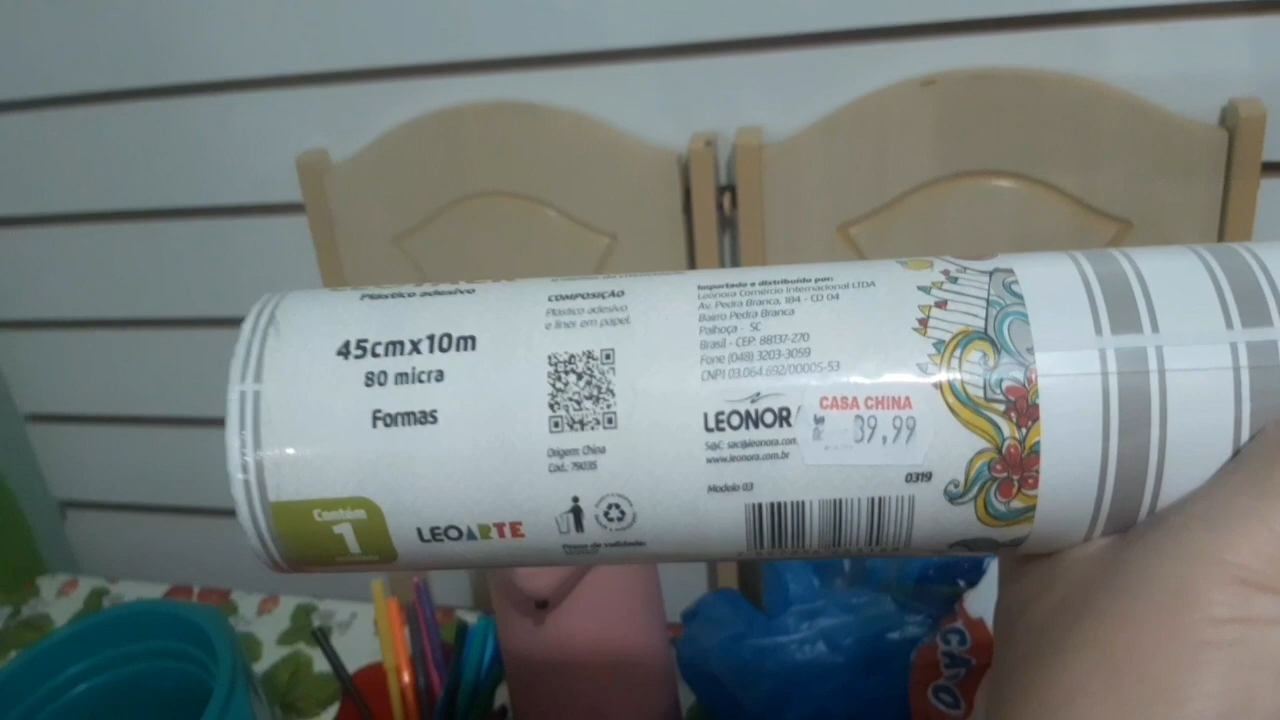 Plástico adesivo
45cmx10m
80 micra
Formas
Contém
1
LEOARTE
COMPOSIÇÃO
Plástico adesivo
e liner em papel.
Origem: China
Cód.: 79035
Prazo de validade:
Importado e distribuído por:
Leonora Comércio Internacional LTDA
Av. Pedra Branca, 184 - CD 04
Bairro Pedra Branca
Palhoça - SC
Brasil - CEP: 88137-270
Fone (048) 3203-3059
CNPJ 03.064.692/00005-53
LEONOR
CASA CHINA
39,99
SAC: sac@leonora.com
www.leonora.com.br
Modelo 03
0319